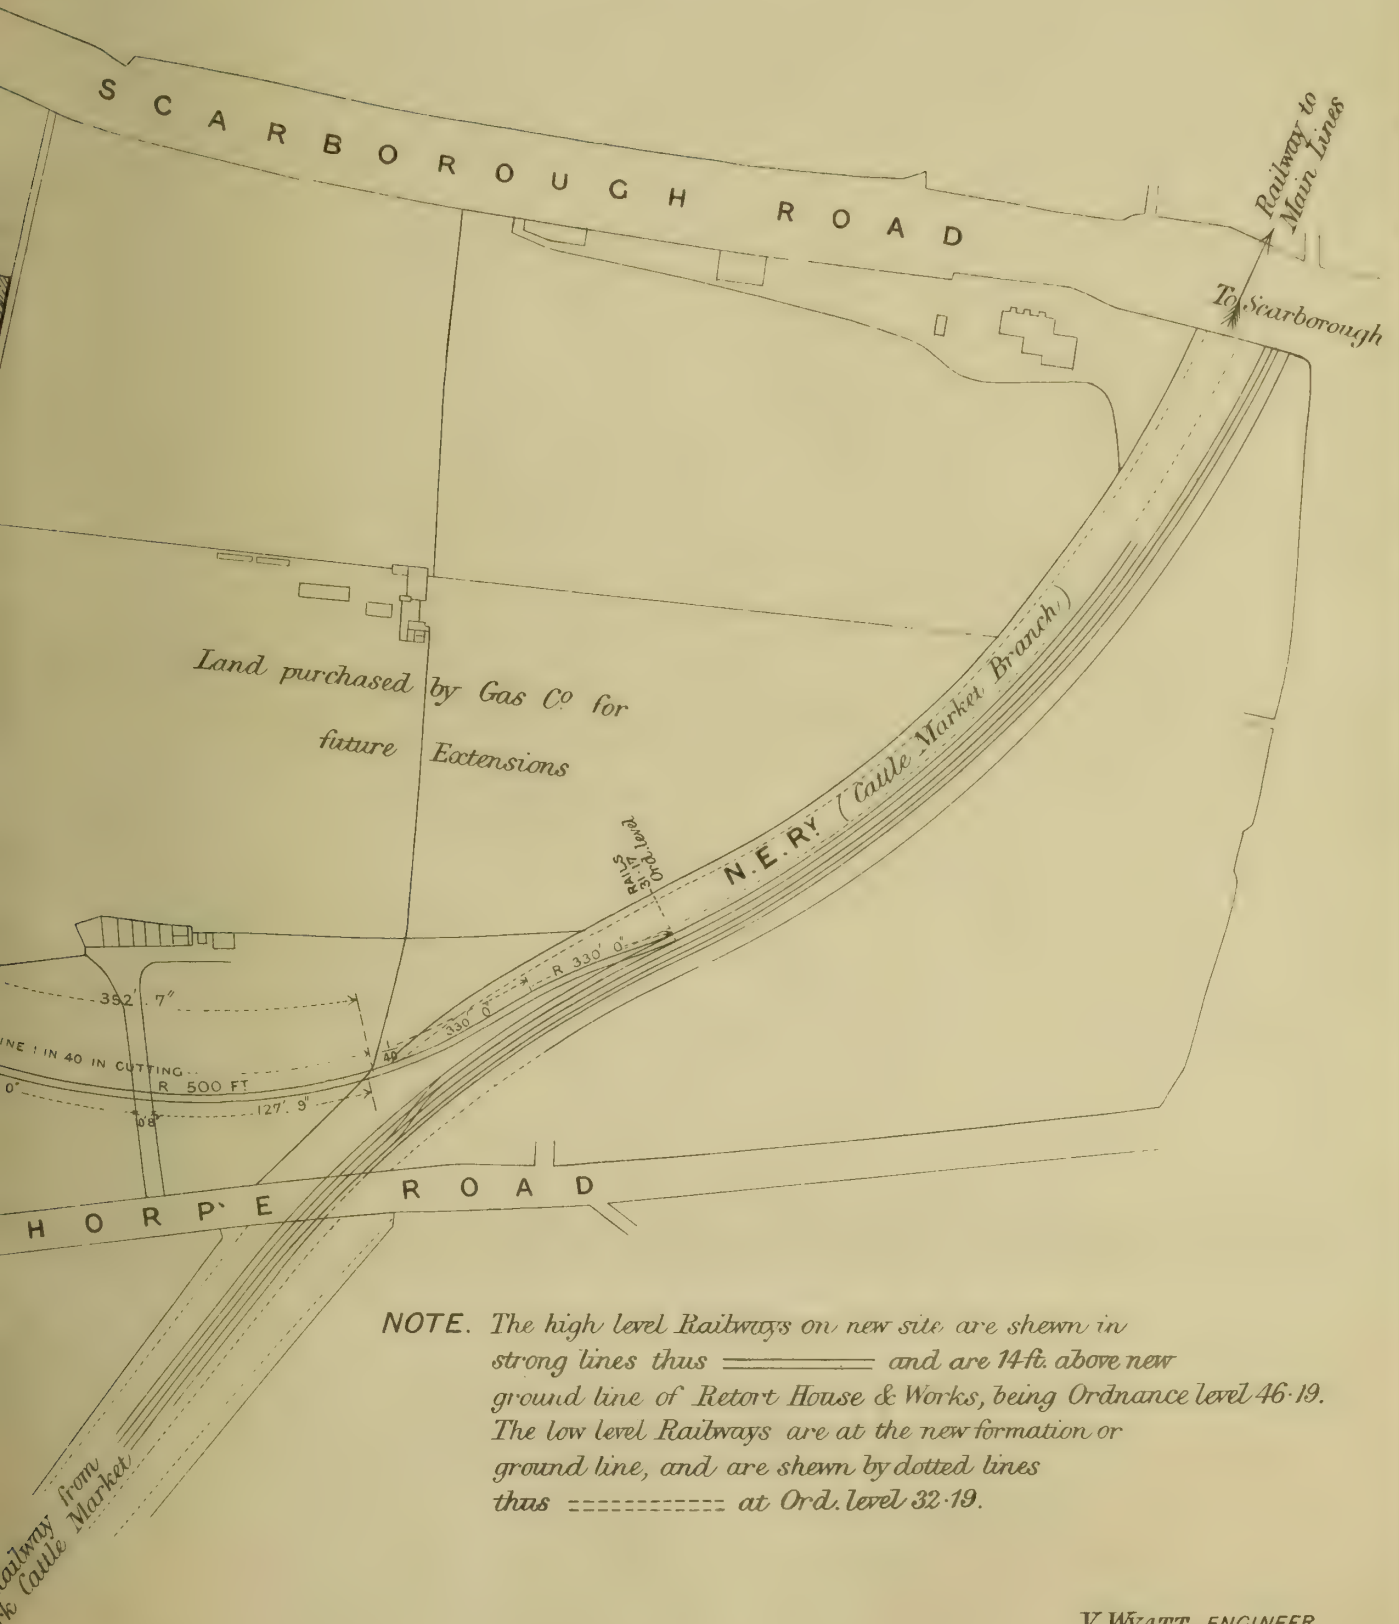 SCARBOROUGH ROAD
Railway to
Main Lines
To Scarborough
Land purchased by Gas Co. for
future Extensions
N.E.RY. (Cattle Market Branch)
RAILS
31·17
Ord. level
R 330' 0"
330' 0"
1/40
352' . 7"
1 IN 40 IN CUTTING
R 500 FT
0"
127'. 9"
HORPE ROAD
NOTE. The high level Railways on new site are shewn in
strong lines thus and are 14ft. above new
ground line of Retort House & Works, being Ordnance level 46·19.
The low level Railways are at the new formation or
ground line, and are shewn by dotted lines
thus at Ord. level 32·19.
from
Cattle Market
V. WYATT, ENGINEER